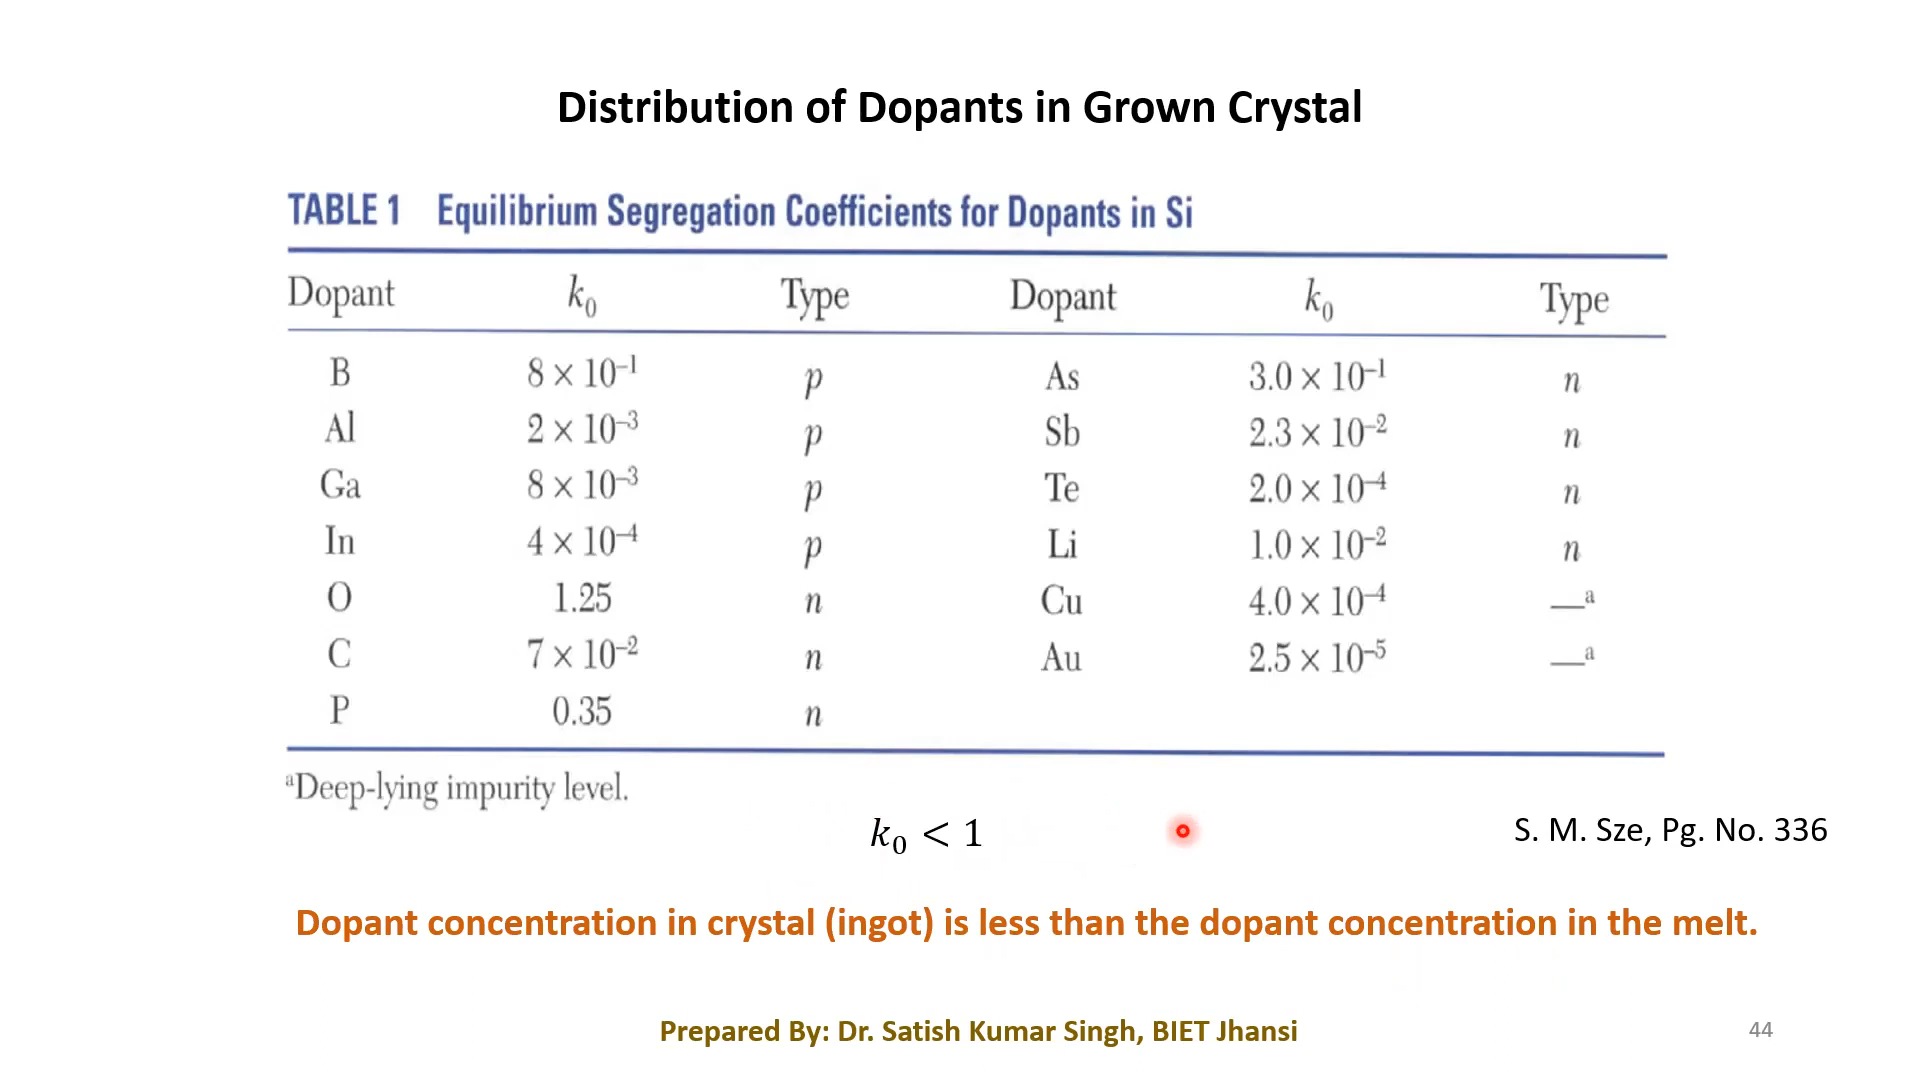 Distribution of Dopants in Grown Crystal
TABLE 1 Equilibrium Segregation Coefficients for Dopants in Si
Dopant k₀ Type Dopant k₀ Type
B 8 × 10⁻¹ p As 3.0 × 10⁻¹ n
Al 2 × 10⁻³ p Sb 2.3 × 10⁻² n
Ga 8 × 10⁻³ p Te 2.0 × 10⁻⁴ n
In 4 × 10⁻⁴ p Li 1.0 × 10⁻² n
O 1.25 n Cu 4.0 × 10⁻⁴ —ᵃ
C 7 × 10⁻² n Au 2.5 × 10⁻⁵ —ᵃ
P 0.35 n
ᵃDeep-lying impurity level.
k₀ < 1
S. M. Sze, Pg. No. 336
Dopant concentration in crystal (ingot) is less than the dopant concentration in the melt.
Prepared By: Dr. Satish Kumar Singh, BIET Jhansi
44